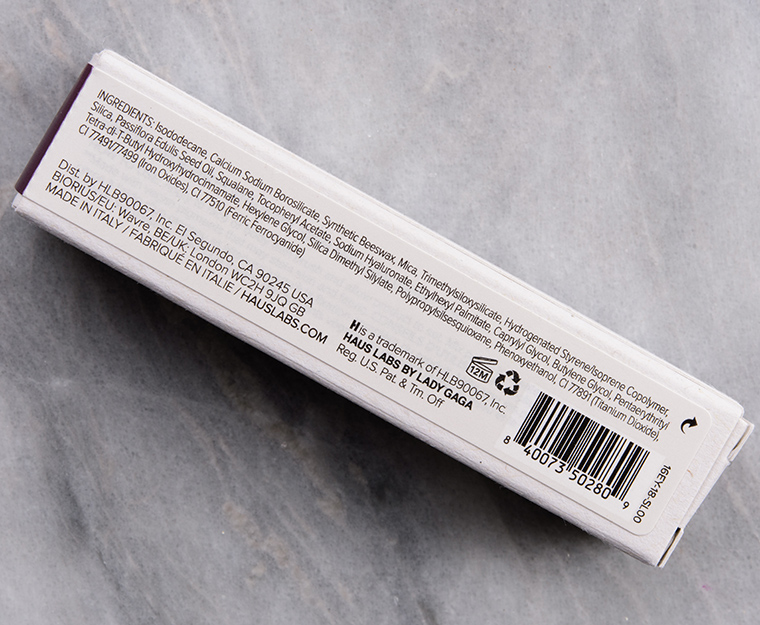 INGREDIENTS: Isododecane, Calcium Sodium Borosilicate, Synthetic Beeswax, Mica, Trimethylsiloxysilicate, Hydrogenated Styrene/Isoprene Copolymer,
Silica, Passiflora Edulis Seed Oil, Squalane, Tocopheryl Acetate, Sodium Hyaluronate, Ethylhexyl Palmitate, Caprylyl Glycol, Butylene Glycol, Pentaerythrityl
Tetra-di-T-Butyl Hydroxyhydrocinnamate, Hexylene Glycol, Silica Dimethyl Silylate, Polypropylsilsesquioxane, Phenoxyethanol, CI 77891 (Titanium Dioxide),
CI 77491/77499 (Iron Oxides), CI 77510 (Ferric Ferrocyanide)
Dist. by HLB90067, Inc. El Segundo, CA 90245 USA
BIORIUS/EU: Wavre, BE/UK: London WC2H 9JQ GB
MADE IN ITALY / FABRIQUÉ EN ITALIE / HAUSLABS.COM
H is a trademark of HLB90067, Inc.
HAUS LABS BY LADY GAGA
Reg. U.S. Pat. & Tm. Off
12M
8 40073 50280 9
16EY-18-SL00